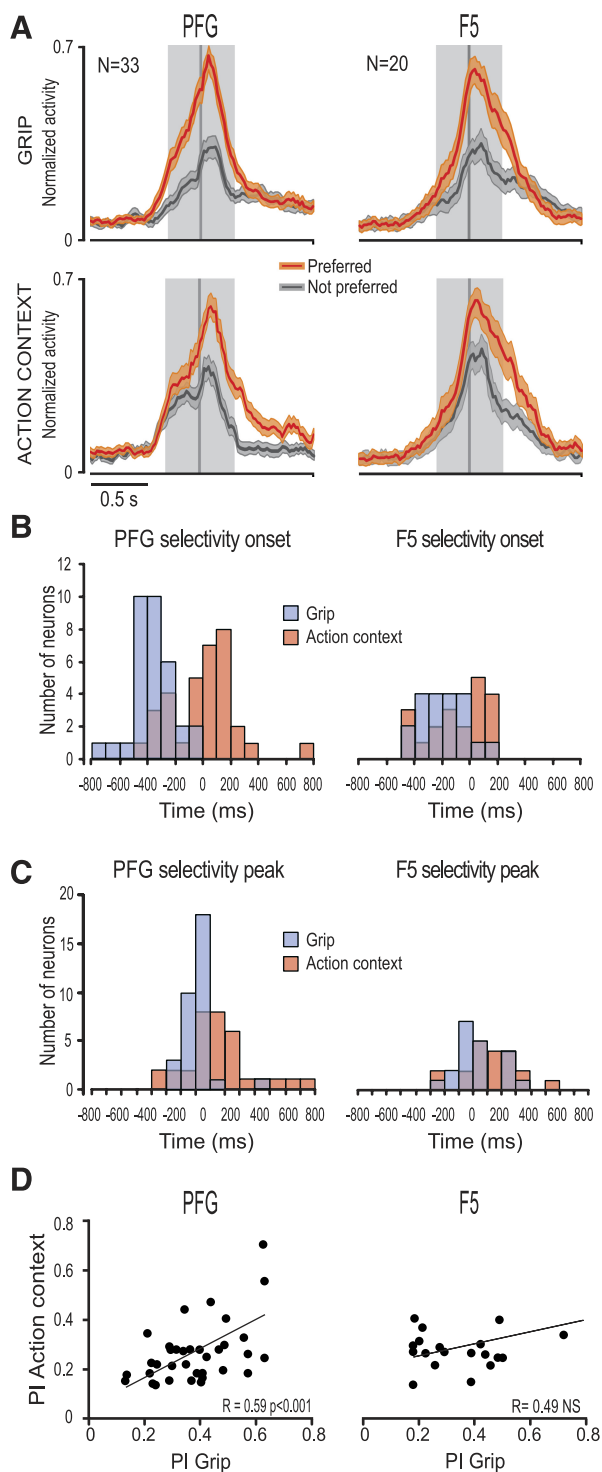 A
PFG
F5
N=33
N=20
GRIP
Normalized activity
0.7
0
Preferred
Not preferred
ACTION CONTEXT
Normalized activity
0.7
0
0.5 s
B
PFG selectivity onset
F5 selectivity onset
Number of neurons
12
10
8
6
4
2
0
Grip
Action context
-800 -600 -400 -200 0 200 400 600 800
-800 -600 -400 -200 0 200 400 600 800
Time (ms)
Time (ms)
C
PFG selectivity peak
F5 selectivity peak
Number of neurons
20
15
10
5
0
Grip
Action context
-800 -600 -400 -200 0 200 400 600 800
-800 -600 -400 -200 0 200 400 600 800
Time (ms)
Time (ms)
D
PFG
F5
PI Action context
0.8
0.6
0.4
0.2
0
R = 0.59 p<0.001
R= 0.49 NS
0 0.2 0.4 0.6 0.8
0 0.2 0.4 0.6 0.8
PI Grip
PI Grip